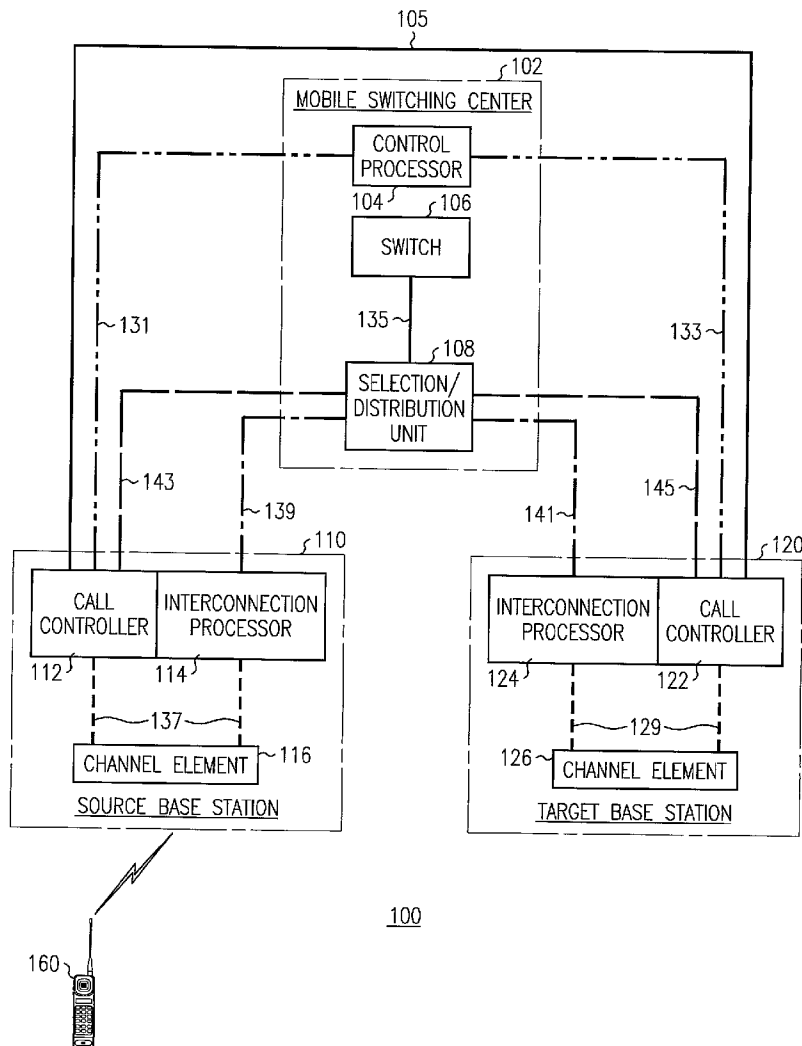 105
102
MOBILE SWITCHING CENTER
CONTROL
PROCESSOR
104
106
SWITCH
131
135
133
108
SELECTION/
DISTRIBUTION
UNIT
143
139
141
145
110
CALL
CONTROLLER
INTERCONNECTION
PROCESSOR
112
114
137
CHANNEL ELEMENT
116
SOURCE BASE STATION
120
INTERCONNECTION
PROCESSOR
CALL
CONTROLLER
124
122
129
126
CHANNEL ELEMENT
TARGET BASE STATION
100
160